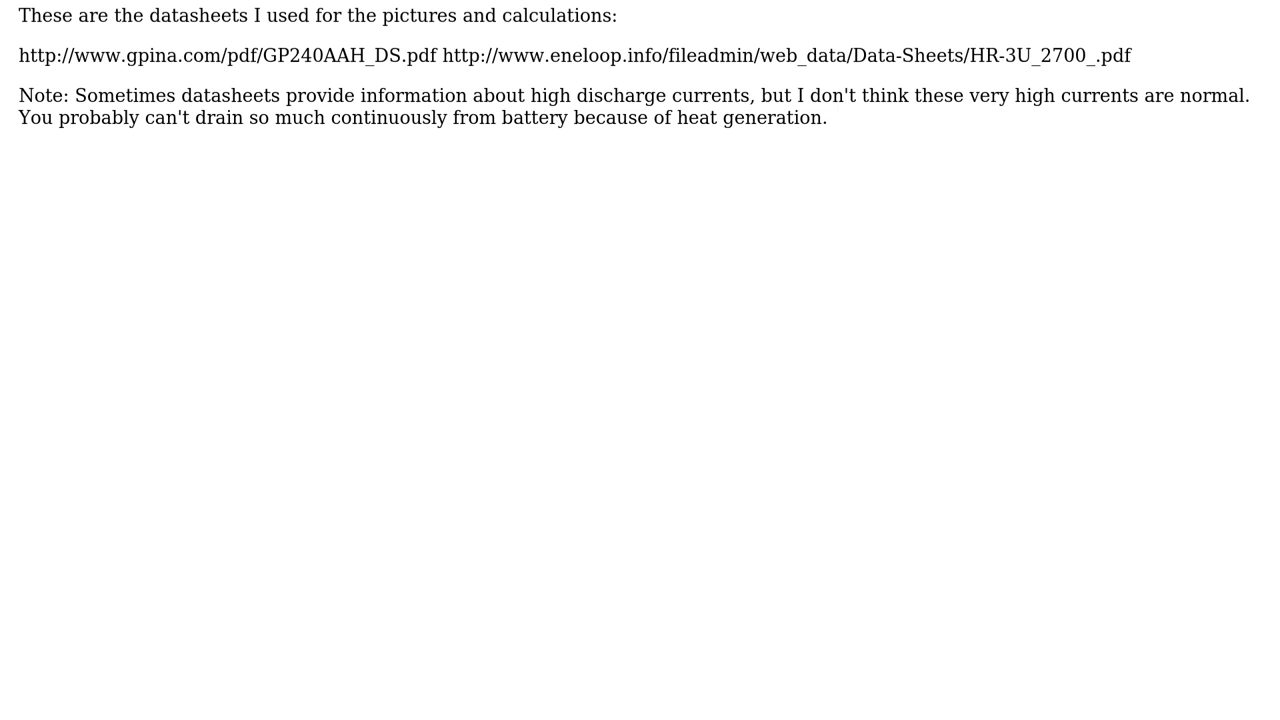 These are the datasheets I used for the pictures and calculations:
http://www.gpina.com/pdf/GP240AAH_DS.pdf http://www.eneloop.info/fileadmin/web_data/Data-Sheets/HR-3U_2700_.pdf
Note: Sometimes datasheets provide information about high discharge currents, but I don't think these very high currents are normal.
You probably can't drain so much continuously from battery because of heat generation.